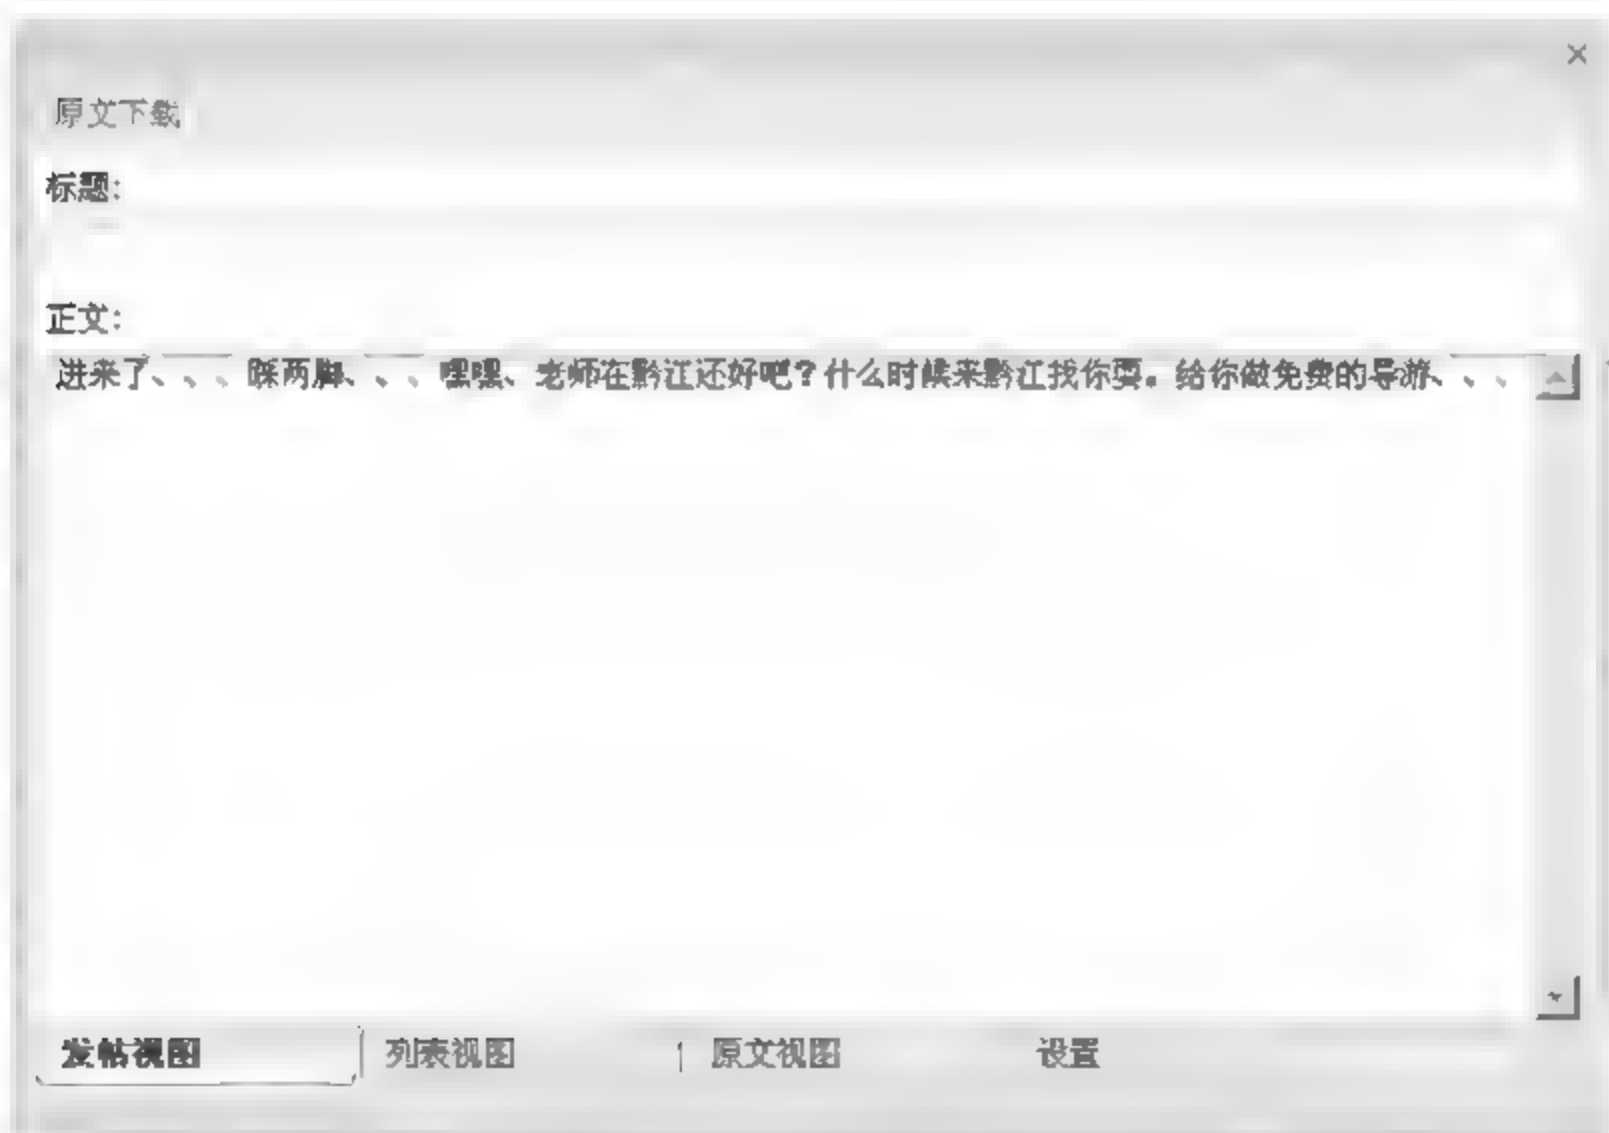 ×
原文下载
标题:
正文:
进来了、、、踩两脚、、、嘿嘿、老师在黔江还好吧?什么时候来黔江找你耍。给你做免费的导游、、、
发帖视图 列表视图 原文视图 设置